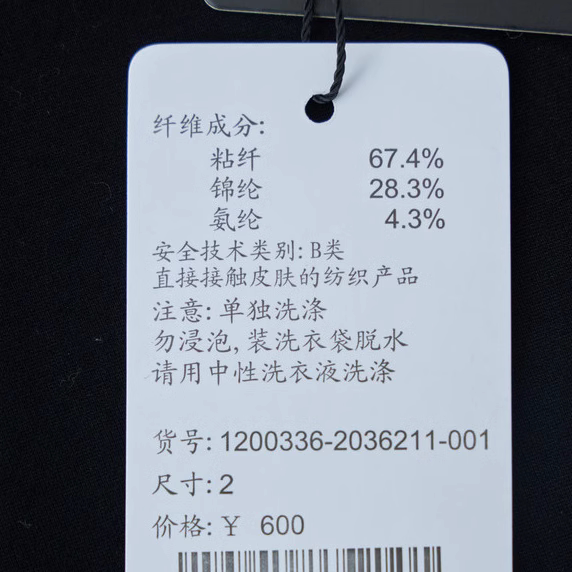 纤维成分:
粘纤 67.4%
锦纶 28.3%
氨纶 4.3%
安全技术类别: B类
直接接触皮肤的纺织产品
注意: 单独洗涤
勿浸泡, 装洗衣袋脱水
请用中性洗衣液洗涤
货号: 1200336-2036211-001
尺寸: 2
价格: ￥ 600